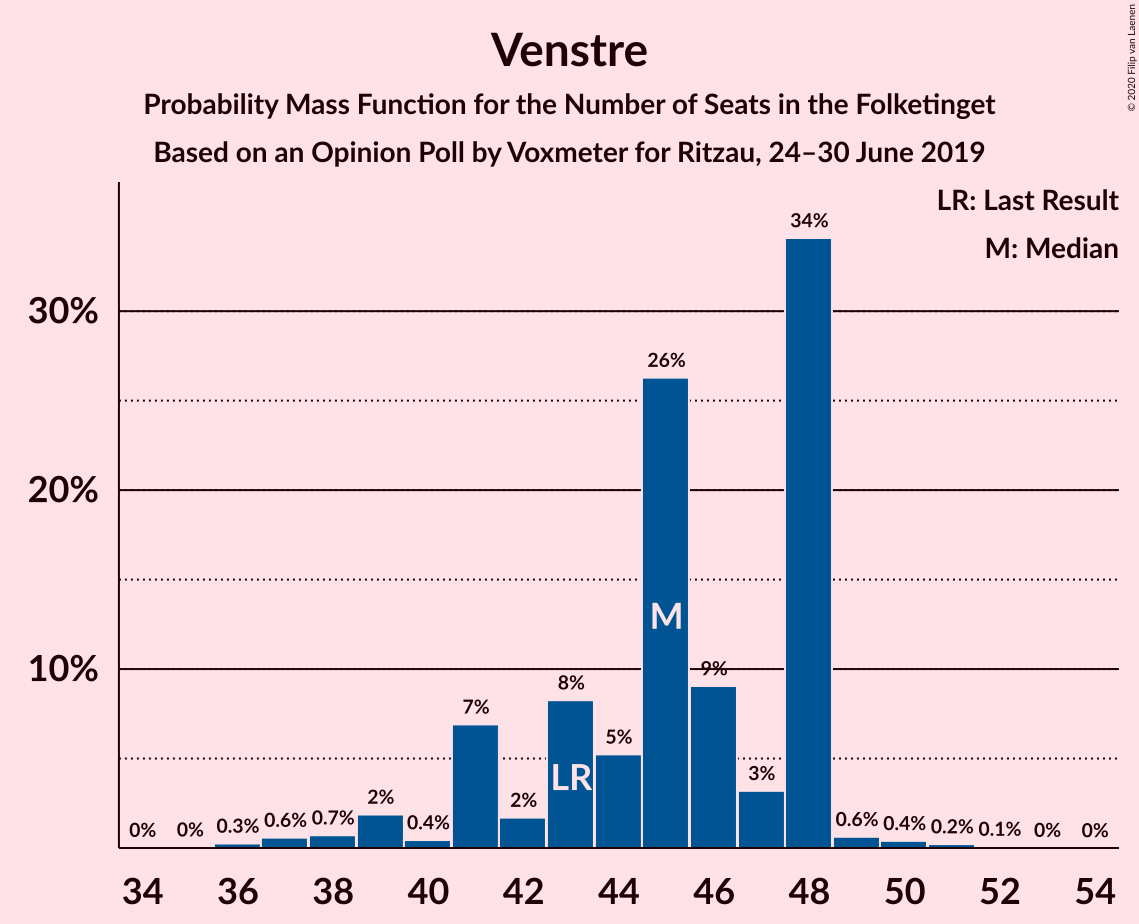 © 2020 Filip van Laenen
Venstre
Probability Mass Function for the Number of Seats in the Folketinget
Based on an Opinion Poll by Voxmeter for Ritzau, 24–30 June 2019
LR: Last Result
M: Median
30%
20%
10%
0% 0% 0.3% 0.6% 0.7% 2% 0.4% 7% 2% 8% 5% 26% 9% 3% 34% 0.6% 0.4% 0.2% 0.1% 0% 0%
M
LR
34 36 38 40 42 44 46 48 50 52 54